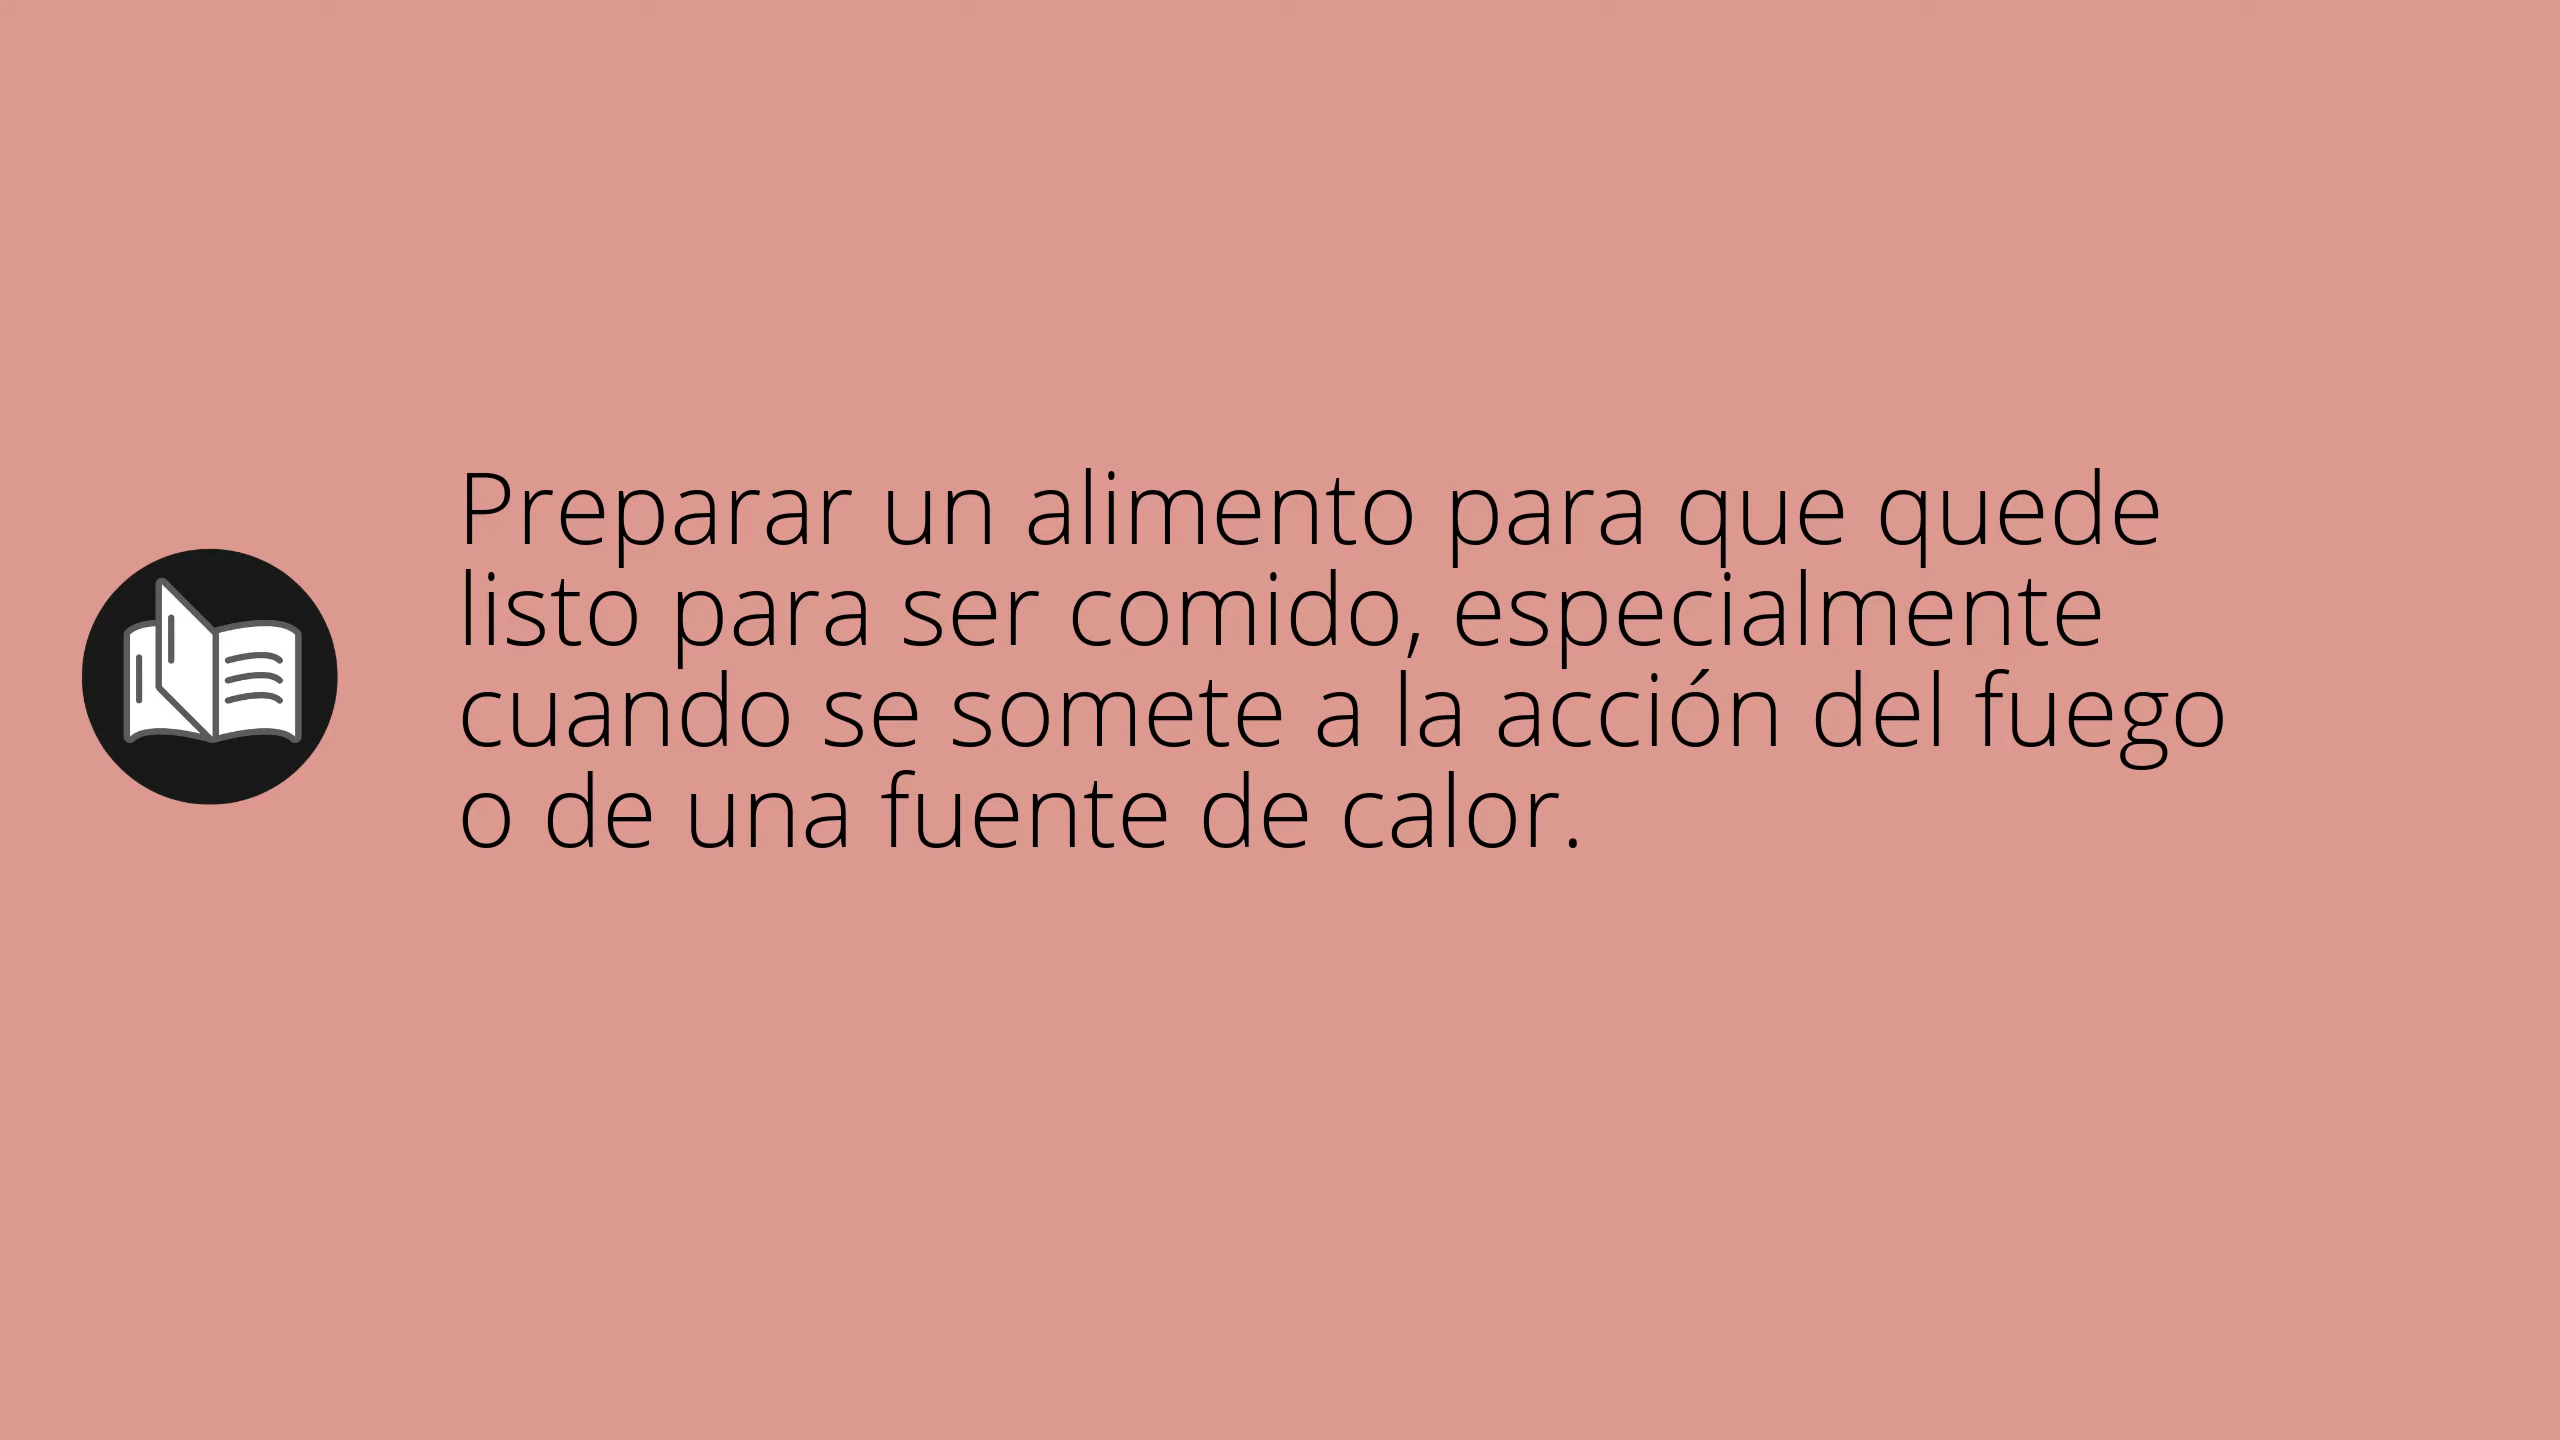 Preparar un alimento para que quede
listo para ser comido, especialmente
cuando se somete a la acción del fuego
o de una fuente de calor.